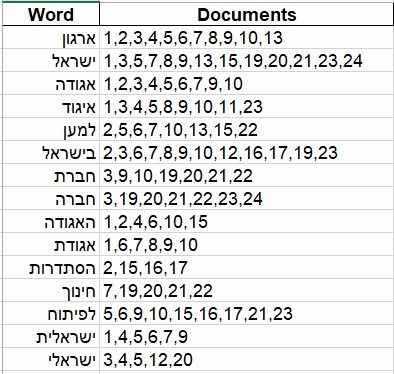 Word Documents
ארגון 1,2,3,4,5,6,7,8,9,10,13
ישראל 1,3,5,7,8,9,13,15,19,20,21,23,24
אגודה 1,2,3,4,5,6,7,9,10
איגוד 1,3,4,5,8,9,10,11,23
למען 2,5,6,7,10,13,15,22
בישראל 2,3,6,7,8,9,10,12,16,17,19,23
חברת 3,9,10,19,20,21,22
חברה 3,19,20,21,22,23,24
האגודה 1,2,4,6,10,15
אגודת 1,6,7,8,9,10
הסתדרות 2,15,16,17
חינוך 7,19,20,21,22
לפיתוח 5,6,9,10,15,16,17,21,23
ישראלית 1,4,5,6,7,9
ישראלי 3,4,5,12,20